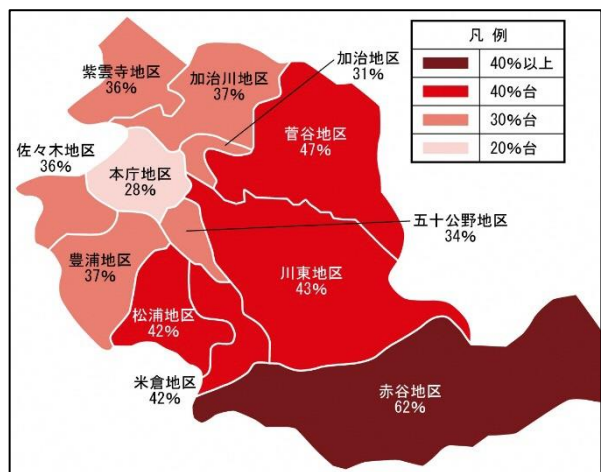 紫雲寺地区
36%
加治川地区
37%
加治地区
31%
菅谷地区
47%
佐々木地区
36%
本庁地区
28%
五十公野地区
34%
豊浦地区
37%
川東地区
43%
松浦地区
42%
米倉地区
42%
赤谷地区
62%
凡例
40%以上
40%台
30%台
20%台